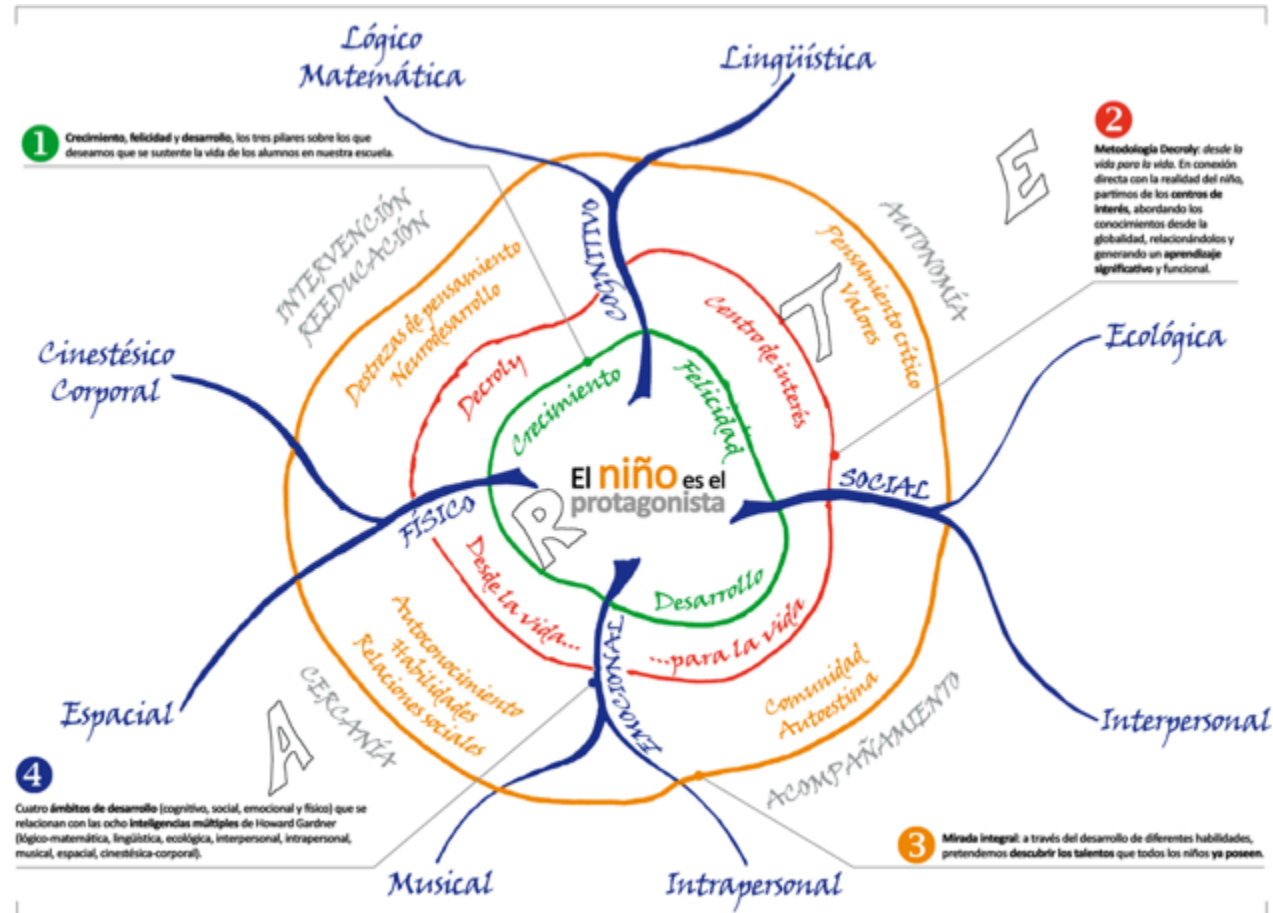 Lógico
Matemática
Lingüística
1
Crecimiento, felicidad y desarrollo, los tres pilares sobre los que
deseamos que se sustente la vida de los alumnos en nuestra escuela.
2
Metodología Decroly: desde la
vida para la vida. En conexión
directa con la realidad del niño,
partimos de los centros de
interés, abordando los
conocimientos desde la
globalidad, relacionándolos y
generando un aprendizaje
significativo y funcional.
E
INTERVENCIÓN
REEDUCACIÓN
AUTONOMÍA
COGNITIVO
Destrezas de pensamiento
Neurodesarrollo
Pensamiento crítico
Valores
T
Centro de interés
Decroly
Crecimiento
Felicidad
Ecológica
Cinestésico
Corporal
El niño es el
protagonista
SOCIAL
FÍSICO
R
Desde la vida...
Desarrollo
...para la vida
EMOCIONAL
Autoconocimiento
Habilidades
Relaciones sociales
Comunidad
Autoestima
CERCANÍA
ACOMPAÑAMIENTO
A
Espacial
Interpersonal
4
Cuatro ámbitos de desarrollo (cognitivo, social, emocional y físico) que se
relacionan con las ocho inteligencias múltiples de Howard Gardner
(lógico-matemática, lingüística, ecológica, interpersonal, intrapersonal,
musical, espacial, cinestésica-corporal).
3
Mirada integral: a través del desarrollo de diferentes habilidades,
pretendemos descubrir los talentos que todos los niños ya poseen.
Musical
Intrapersonal